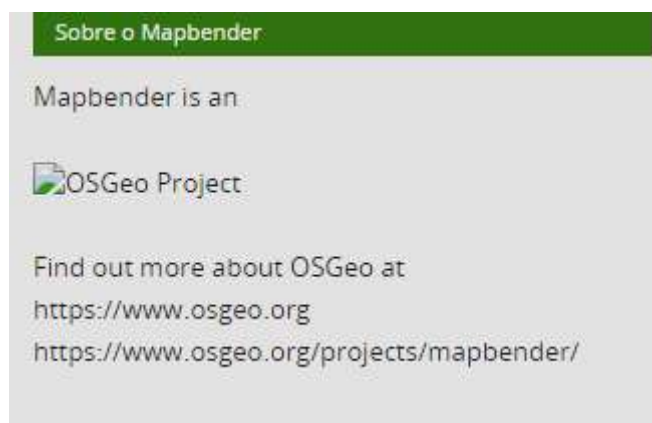 Sobre o Mapbender
Mapbender is an
OSGeo Project
Find out more about OSGeo at
https://www.osgeo.org
https://www.osgeo.org/projects/mapbender/